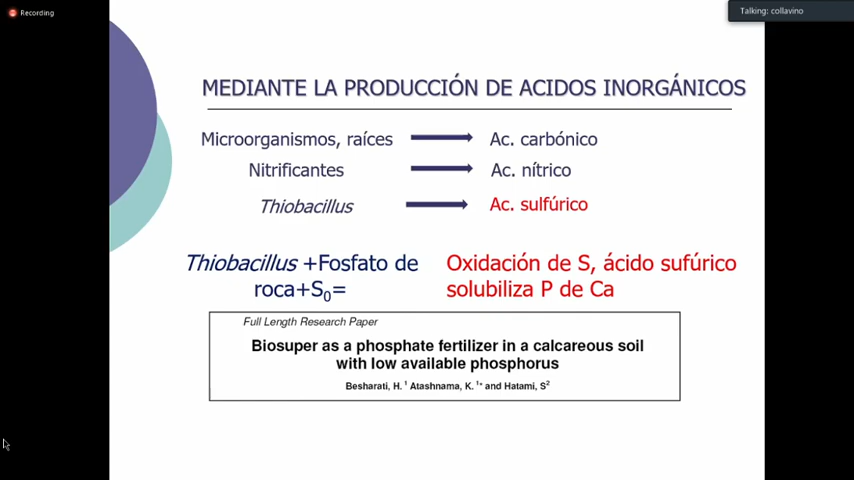 Recording
Talking: collavino
MEDIANTE LA PRODUCCIÓN DE ACIDOS INORGÁNICOS
Microorganismos, raíces Ac. carbónico
Nitrificantes Ac. nítrico
Thiobacillus Ac. sulfúrico
Thiobacillus +Fosfato de
roca+S0=
Oxidación de S, ácido sufúrico
solubiliza P de Ca
Full Length Research Paper
Biosuper as a phosphate fertilizer in a calcareous soil
with low available phosphorus
Besharati, H. 1 Atashnama, K. 1* and Hatami, S2